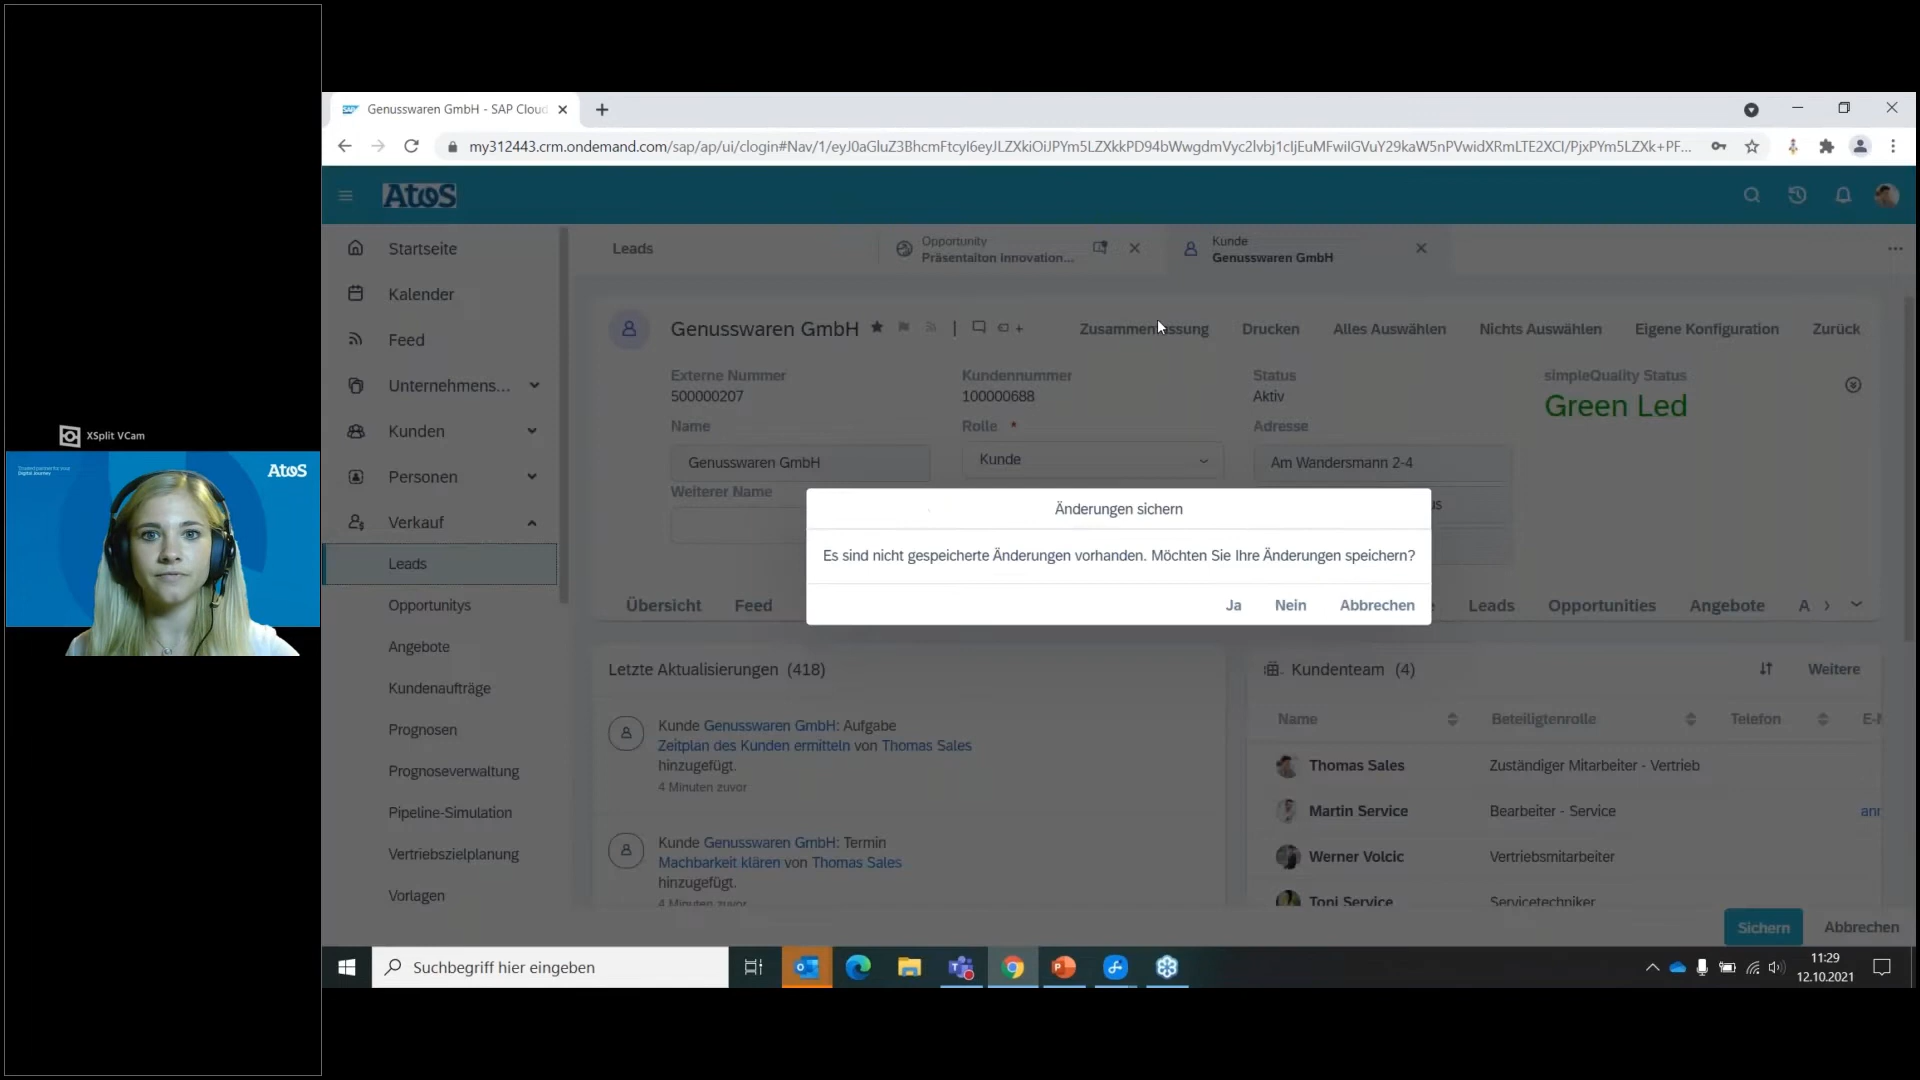 XSplit VCam
Atos
Genusswaren GmbH - SAP Cloud
my312443.crm.ondemand.com/sap/ap/ui/clogin#Nav/1/
Atos
Startseite
Kalender
Feed
Unternehmens...
Kunden
Personen
Verkauf
Leads
Opportunitys
Angebote
Kundenaufträge
Prognosen
Prognoseverwaltung
Pipeline-Simulation
Vertriebszielplanung
Vorlagen
Leads
Opportunity
Präsentaiton Innovation...
Kunde
Genusswaren GmbH
Genusswaren GmbH
Zusammenfassung Drucken Alles Auswählen Nichts Auswählen Eigene Konfiguration Zurück
Externe Nummer Kundennummer Status simpleQuality Status
500000207 100000688 Aktiv Green Led
Name Rolle * Adresse
Genusswaren GmbH Kunde Am Wandersmann 2-4
Weiterer Name
Änderungen sichern
Es sind nicht gespeicherte Änderungen vorhanden. Möchten Sie Ihre Änderungen speichern?
Ja Nein Abbrechen
Übersicht Feed Leads Opportunities Angebote A
Letzte Aktualisierungen (418)
Kunde Genusswaren GmbH: Aufgabe
Zeitplan des Kunden ermitteln von Thomas Sales
hinzugefügt.
4 Minuten zuvor
Kunde Genusswaren GmbH: Termin
Machbarkeit klären von Thomas Sales
hinzugefügt.
4 Minuten zuvor
Kundenteam (4) Weitere
Name Beteiligtenrolle Telefon
Thomas Sales Zuständiger Mitarbeiter - Vertrieb
Martin Service Bearbeiter - Service
Werner Volcic Vertriebsmitarbeiter
Toni Service Servicetechniker
Sichern Abbrechen
Suchbegriff hier eingeben
11:29
12.10.2021